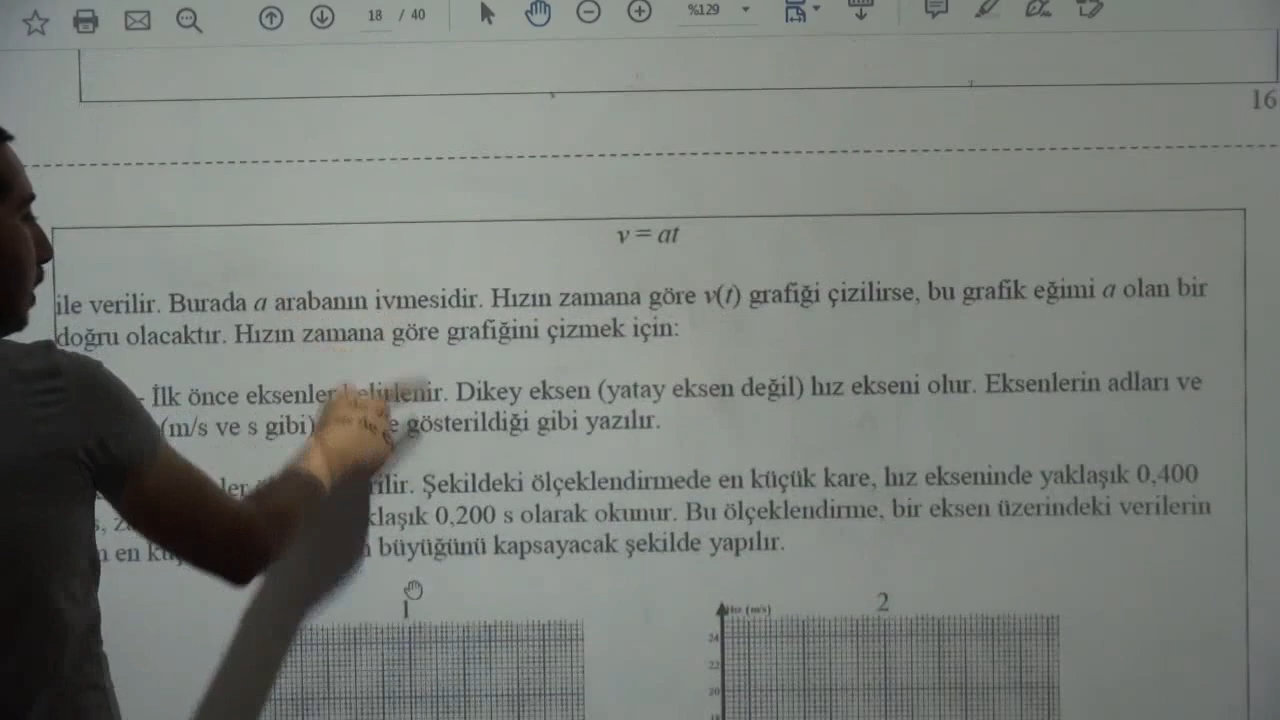 18 / 40
%129
16
v = at
ile verilir. Burada a arabanın ivmesidir. Hızın zamana göre v(t) grafiği çizilirse, bu grafik eğimi a olan bir
doğru olacaktır. Hızın zamana göre grafiğini çizmek için:
- İlk önce eksenler belirlenir. Dikey eksen (yatay eksen değil) hız ekseni olur. Eksenlerin adları ve
(m/s ve s gibi) gösterildiği gibi yazılır.
Şekildeki ölçeklendirmede en küçük kare, hız ekseninde yaklaşık 0,400
0,200 s olarak okunur. Bu ölçeklendirme, bir eksen üzerindeki verilerin
en büyüğünü kapsayacak şekilde yapılır.
1
2
Hız (m/s)
24
22
20
18